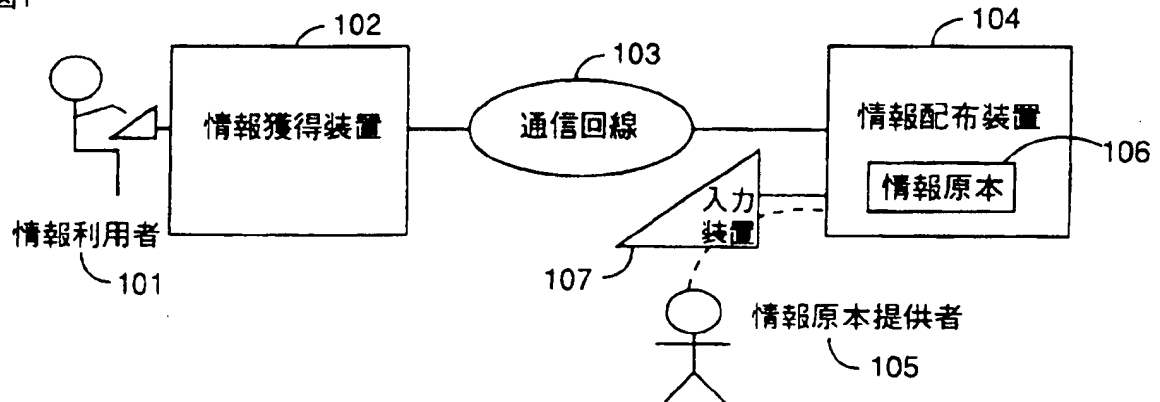 図1
102
103
104
情報獲得装置
通信回線
情報配布装置
106
情報原本
入力
装置
情報利用者
101
107
情報原本提供者
105